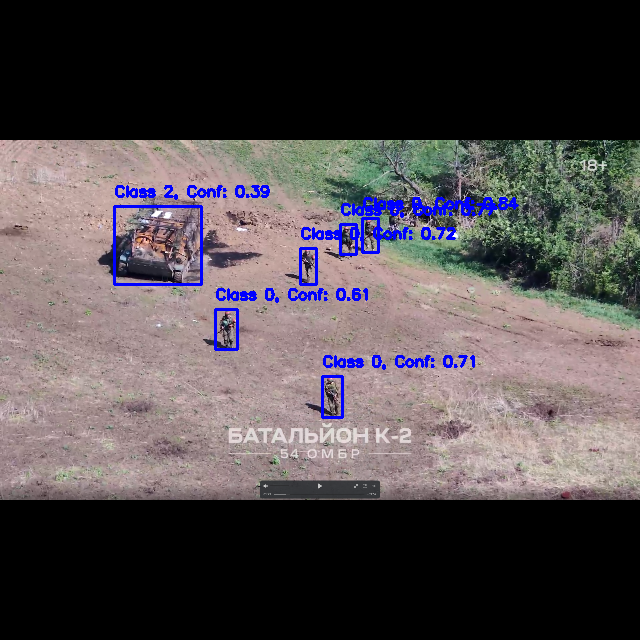 18+
Class 2, Conf: 0.39
Class 0, Conf: 0.72
Class 0, Conf: 0.61
Class 0, Conf: 0.71
БАТАЛЬЙОН К-2
54 ОМБР